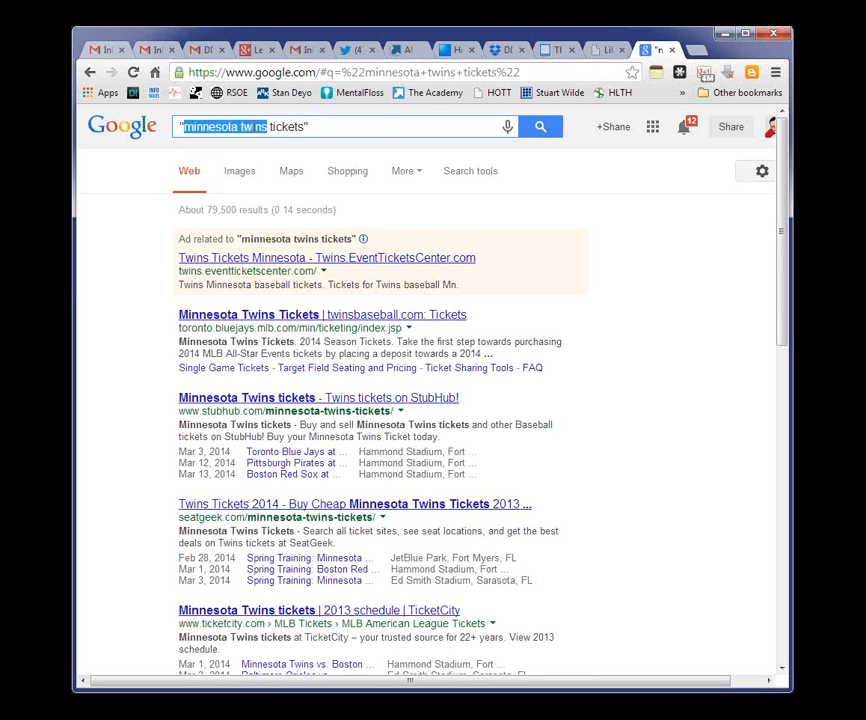 In
In
DI
Le
In
(4
Al
H
DE
Tl
Lil
"n
https://www.google.com/#q=%22minnesota+twins+tickets%22
Apps
RSOE
Stan Deyo
MentalFloss
The Academy
HOTT
Stuart Wilde
HLTH
»
Other bookmarks
Google
"minnesota twins tickets"
+Share
12
Share
Web
Images
Maps
Shopping
More
Search tools
About 79,500 results (0.14 seconds)
Ad related to "minnesota twins tickets"
Twins Tickets Minnesota - Twins.EventTicketsCenter.com
twins.eventticketscenter.com/
Twins Minnesota baseball tickets. Tickets for Twins baseball Mn.
Minnesota Twins Tickets | twinsbaseball.com: Tickets
toronto.bluejays.mlb.com/min/ticketing/index.jsp
Minnesota Twins Tickets. 2014 Season Tickets. Take the first step towards purchasing
2014 MLB All-Star Events tickets by placing a deposit towards a 2014 ...
Single Game Tickets - Target Field Seating and Pricing - Ticket Sharing Tools - FAQ
Minnesota Twins tickets - Twins tickets on StubHub!
www.stubhub.com/minnesota-twins-tickets/
Minnesota Twins tickets - Buy and sell Minnesota Twins tickets and other Baseball
tickets on StubHub! Buy your Minnesota Twins Ticket today.
Mar 3, 2014 Toronto Blue Jays at ... Hammond Stadium, Fort ...
Mar 12, 2014 Pittsburgh Pirates at ... Hammond Stadium, Fort ...
Mar 13, 2014 Boston Red Sox at ... Hammond Stadium, Fort ...
Twins Tickets 2014 - Buy Cheap Minnesota Twins Tickets 2013 ...
seatgeek.com/minnesota-twins-tickets/
Minnesota Twins Tickets - Search all ticket sites, see seat locations, and get the best
deals on Twins tickets at SeatGeek.
Feb 28, 2014 Spring Training: Minnesota ... JetBlue Park, Fort Myers, FL
Mar 1, 2014 Spring Training: Boston Red ... Hammond Stadium, Fort ...
Mar 3, 2014 Spring Training: Minnesota ... Ed Smith Stadium, Sarasota, FL
Minnesota Twins tickets | 2013 schedule | TicketCity
www.ticketcity.com › MLB Tickets › MLB American League Tickets
Minnesota Twins tickets at TicketCity – your trusted source for 22+ years. View 2013
schedule.
Mar 1, 2014 Minnesota Twins vs. Boston ... Hammond Stadium, Fort ...